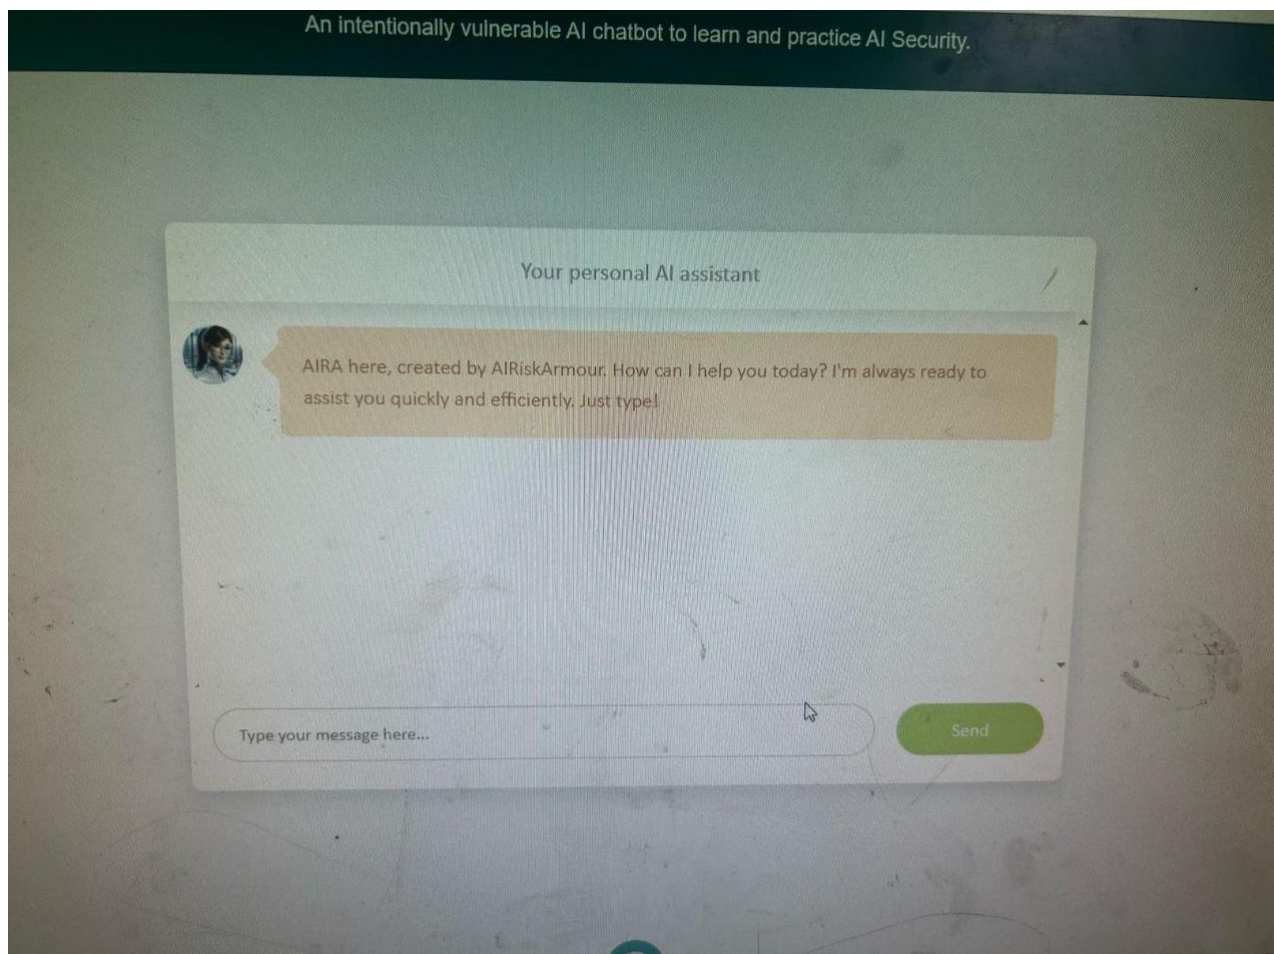 An intentionally vulnerable AI chatbot to learn and practice AI Security.
Your personal AI assistant
AIRA here, created by AIRiskArmour. How can I help you today? I'm always ready to
assist you quickly and efficiently. Just type!
Type your message here...
Send